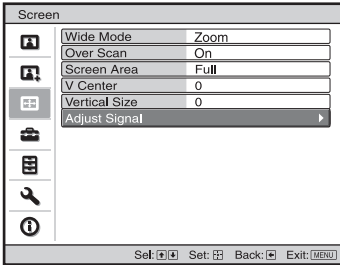 Screen
Wide Mode Zoom
Over Scan On
Screen Area Full
V Center 0
Vertical Size 0
Adjust Signal
Sel: Set: Back: Exit: MENU